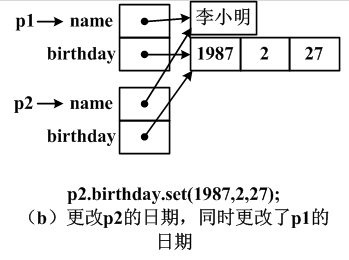 p1 name 李小明
birthday 1987 2 27
p2 name
birthday
p2.birthday.set(1987,2,27);
（b）更改p2的日期，同时更改了p1的
日期